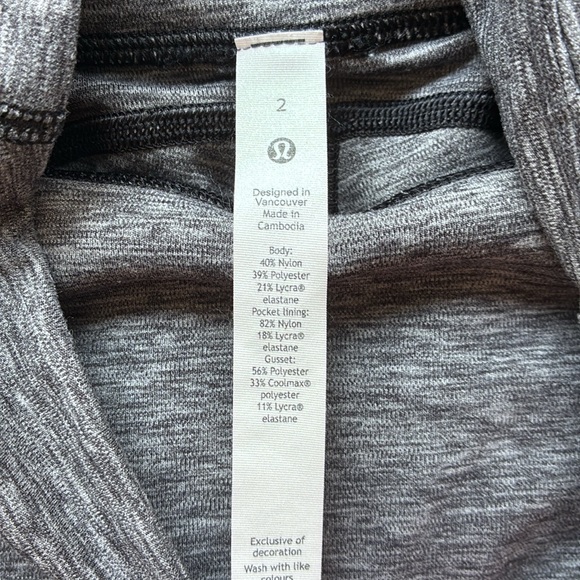 2
Designed in
Vancouver
Made in
Cambodia
Body:
40% Nylon
39% Polyester
21% Lycra®
elastane
Pocket lining:
82% Nylon
18% Lycra®
elastane
Gusset:
56% Polyester
33% Coolmax®
polyester
11% Lycra®
elastane
Exclusive of
decoration
Wash with like
colours